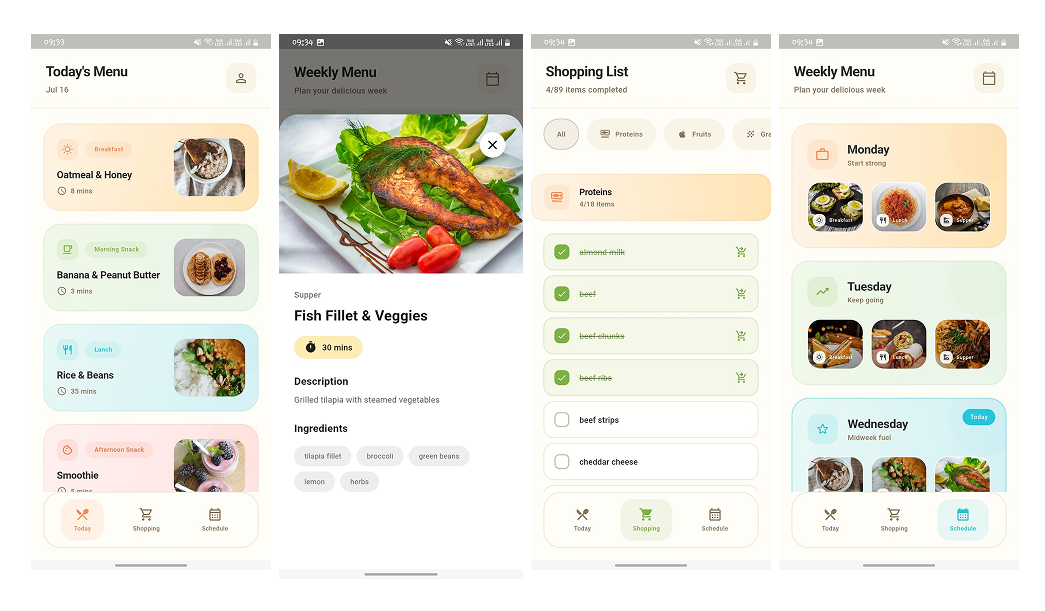 09:33
Today's Menu
Jul 16
Breakfast
Oatmeal & Honey
8 mins
Morning Snack
Banana & Peanut Butter
3 mins
Lunch
Rice & Beans
35 mins
Afternoon Snack
Smoothie
5 mins
Today
Shopping
Schedule
09:34
Weekly Menu
Plan your delicious week
Supper
Fish Fillet & Veggies
30 mins
Description
Grilled tilapia with steamed vegetables
Ingredients
tilapia fillet
broccoli
green beans
lemon
herbs
09:34
Shopping List
4/89 items completed
All
Proteins
Fruits
Gra
Proteins
4/18 items
almond milk
beef
beef chunks
beef ribs
beef strips
cheddar cheese
Today
Shopping
Schedule
09:34
Weekly Menu
Plan your delicious week
Monday
Start strong
Breakfast
Lunch
Supper
Tuesday
Keep going
Breakfast
Lunch
Supper
Today
Wednesday
Midweek fuel
Today
Shopping
Schedule